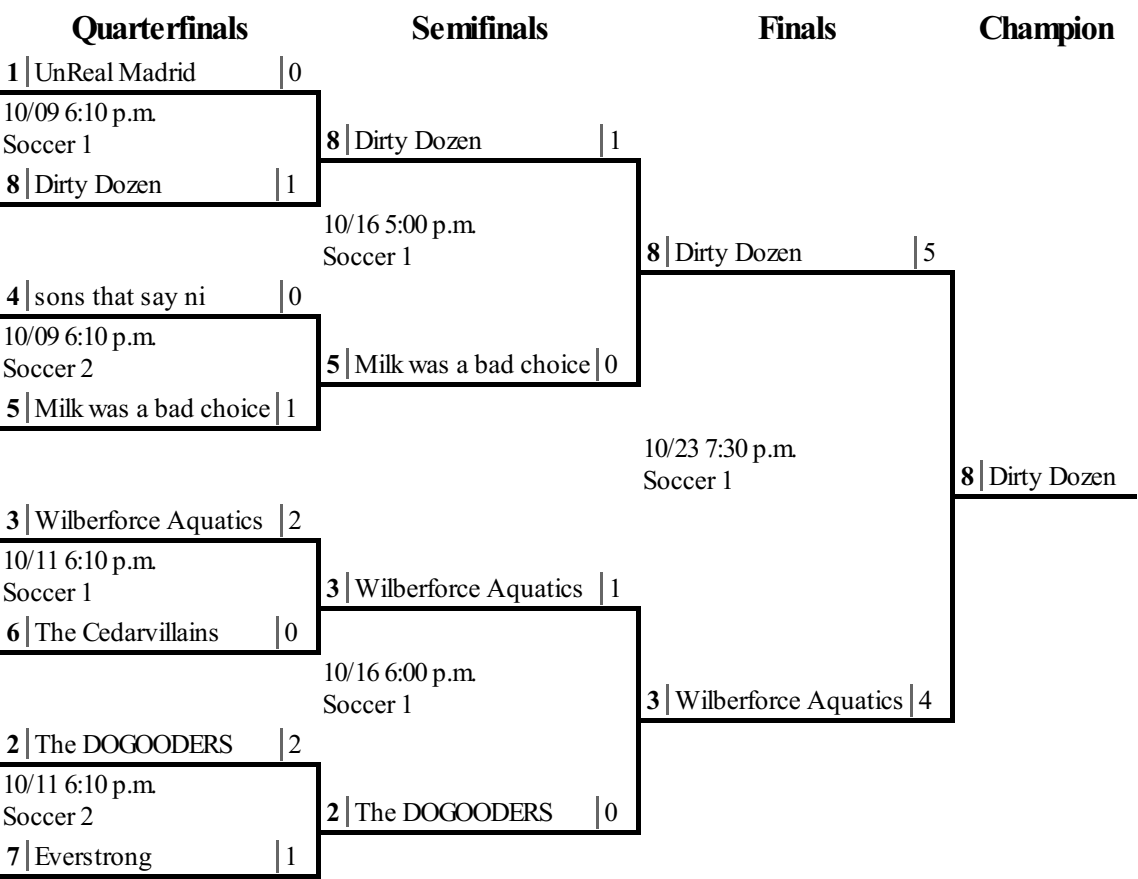 Quarterfinals
Semifinals
Finals
Champion
1 UnReal Madrid 0
10/09 6:10 p.m.
Soccer 1
8 Dirty Dozen 1
4 sons that say ni 0
10/09 6:10 p.m.
Soccer 2
5 Milk was a bad choice 1
3 Wilberforce Aquatics 2
10/11 6:10 p.m.
Soccer 1
6 The Cedarvillains 0
2 The DOGOODERS 2
10/11 6:10 p.m.
Soccer 2
7 Everstrong 1
8 Dirty Dozen 1
10/16 5:00 p.m.
Soccer 1
5 Milk was a bad choice 0
3 Wilberforce Aquatics 1
10/16 6:00 p.m.
Soccer 1
2 The DOGOODERS 0
8 Dirty Dozen 5
10/23 7:30 p.m.
Soccer 1
3 Wilberforce Aquatics 4
8 Dirty Dozen